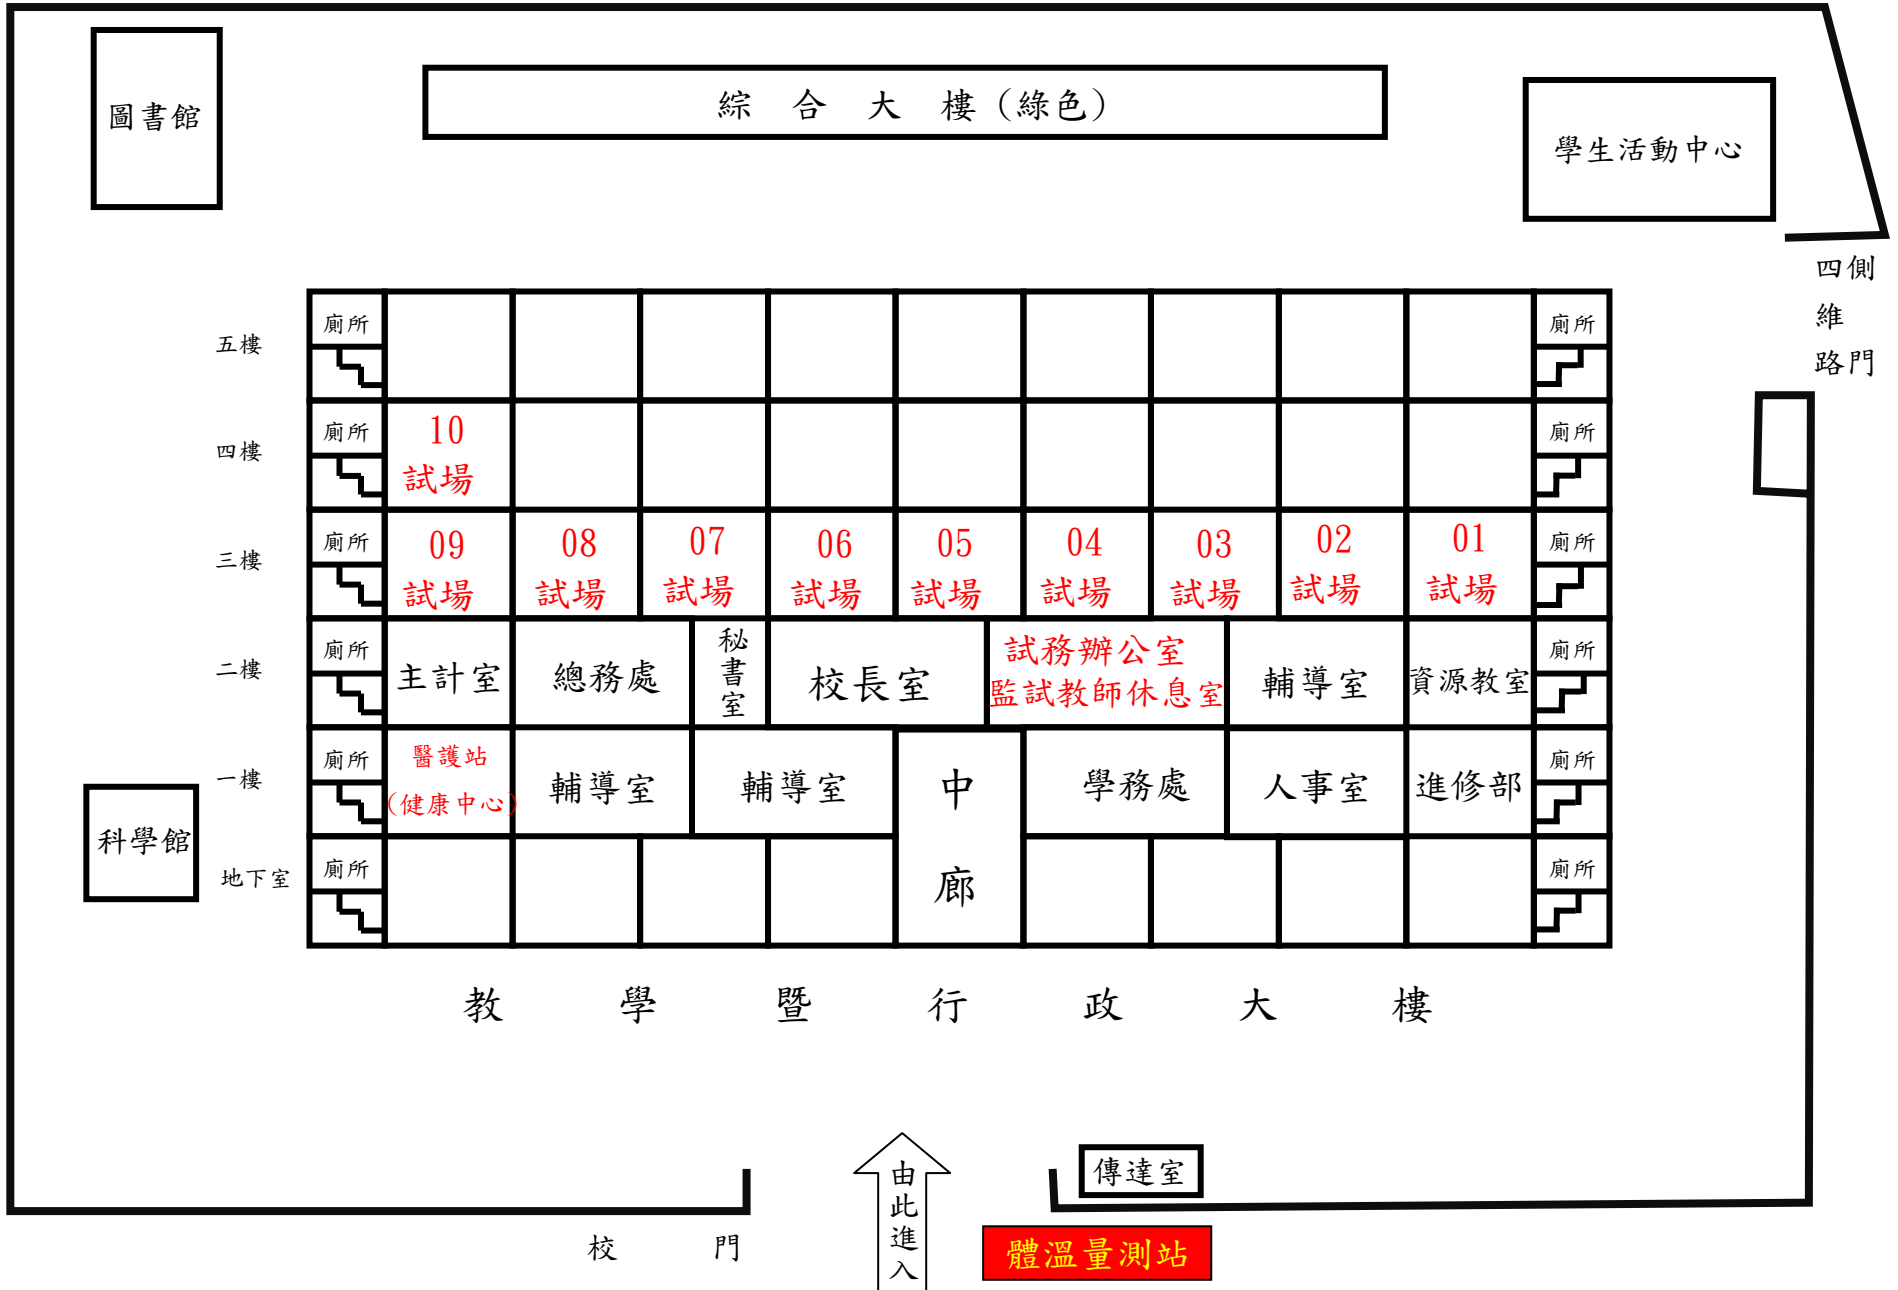 圖書館
綜合大樓(綠色)
學生活動中心
四側
維
路門
五樓
廁所
廁所
四樓
廁所
10
試場
廁所
三樓
廁所
09
試場
08
試場
07
試場
06
試場
05
試場
04
試場
03
試場
02
試場
01
試場
廁所
二樓
廁所
主計室
總務處
秘書室
校長室
試務辦公室
監試教師休息室
輔導室
資源教室
廁所
一樓
廁所
醫護站
(健康中心)
輔導室
輔導室
中廊
學務處
人事室
進修部
廁所
科學館
地下室
廁所
廁所
教學暨行政大樓
由此進入
傳達室
校門
體溫量測站